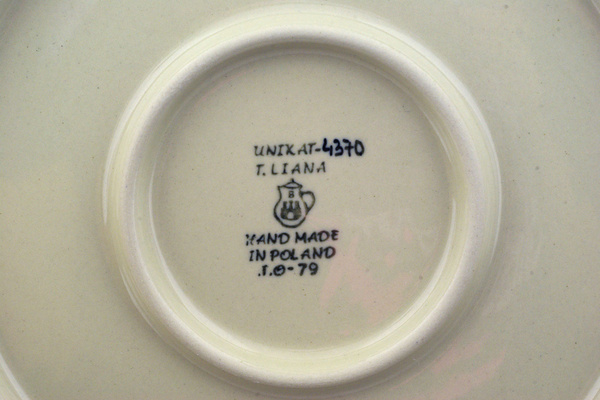 UNIKAT-4370
T. LIANA
B
HAND MADE
IN POLAND
.I.O-79